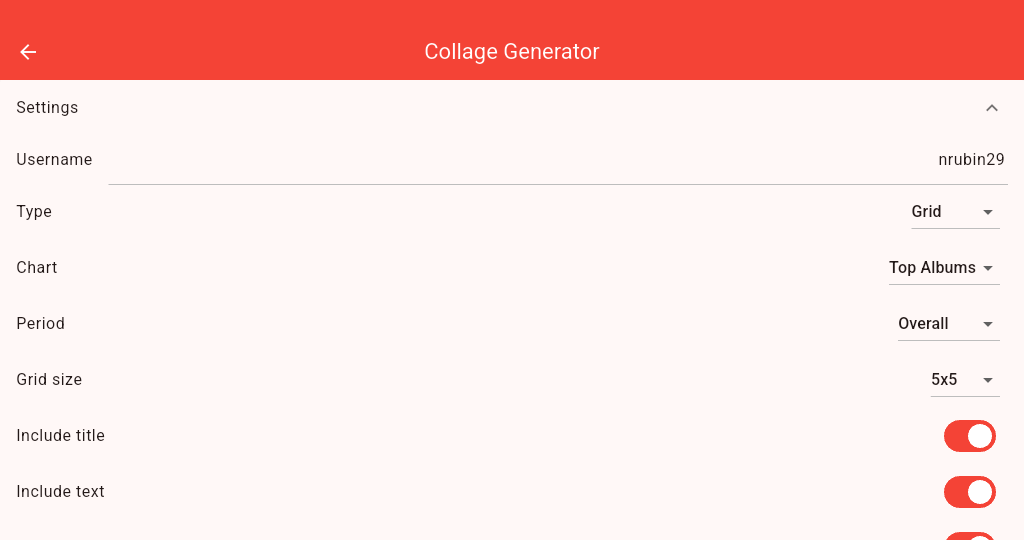 Collage Generator
Settings
Username nrubin29
Type Grid
Chart Top Albums
Period Overall
Grid size 5x5
Include title
Include text